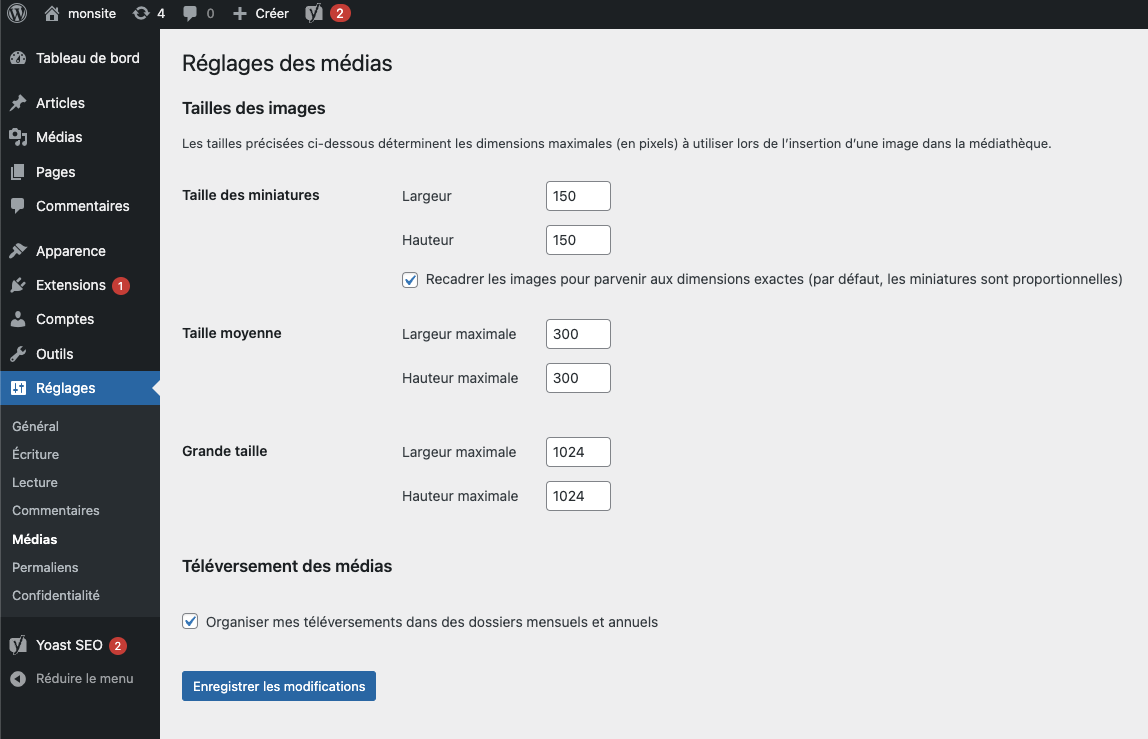 monsite 4 0 Créer 2
Tableau de bord
Articles
Médias
Pages
Commentaires
Apparence
Extensions 1
Comptes
Outils
Réglages
Général
Écriture
Lecture
Commentaires
Médias
Permaliens
Confidentialité
Yoast SEO 2
Réduire le menu
Réglages des médias
Tailles des images
Les tailles précisées ci-dessous déterminent les dimensions maximales (en pixels) à utiliser lors de l’insertion d’une image dans la médiathèque.
Taille des miniatures
Largeur 150
Hauteur 150
Recadrer les images pour parvenir aux dimensions exactes (par défaut, les miniatures sont proportionnelles)
Taille moyenne
Largeur maximale 300
Hauteur maximale 300
Grande taille
Largeur maximale 1024
Hauteur maximale 1024
Téléversement des médias
Organiser mes téléversements dans des dossiers mensuels et annuels
Enregistrer les modifications